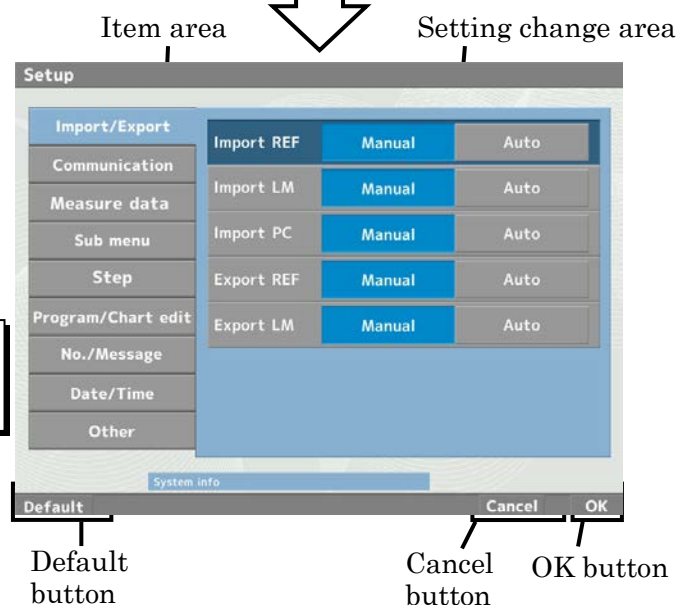 Item area
Setting change area
Setup
Import/Export
Communication
Measure data
Sub menu
Step
Program/Chart edit
No./Message
Date/Time
Other
Import REF Manual Auto
Import LM Manual Auto
Import PC Manual Auto
Export REF Manual Auto
Export LM Manual Auto
System info
Default Cancel OK
Default
button
Cancel
button
OK button